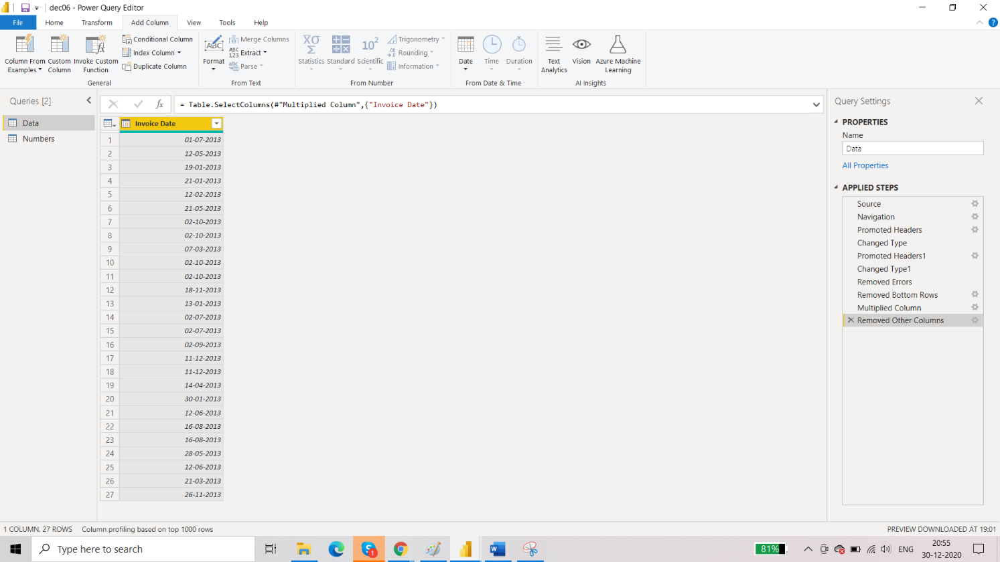 dec06 - Power Query Editor
File Home Transform Add Column View Tools Help
Column From Examples
Custom Column
Invoke Custom Function
Conditional Column
Index Column
Duplicate Column
General
ABC
Format
Merge Columns
ABC
123 Extract
abc
Parse
From Text
XΟ
Σ
Statistics
Standard
10²
Scientific
Trigonometry
.00
.0 Rounding
Information
From Number
Date
Time
Duration
From Date & Time
Text Analytics
Vision
Azure Machine Learning
AI Insights
Queries [2]
Data
Numbers
fx
= Table.SelectColumns(#"Multiplied Column",{"Invoice Date"})
Invoice Date
1 01-07-2013
2 12-05-2013
3 19-01-2013
4 21-01-2013
5 12-02-2013
6 21-05-2013
7 02-10-2013
8 02-10-2013
9 07-03-2013
10 02-10-2013
11 02-10-2013
12 18-11-2013
13 13-01-2013
14 02-07-2013
15 02-07-2013
16 02-09-2013
17 11-12-2013
18 11-12-2013
19 14-04-2013
20 30-01-2013
21 12-06-2013
22 16-08-2013
23 16-08-2013
24 28-05-2013
25 12-06-2013
26 21-03-2013
27 26-11-2013
Query Settings
PROPERTIES
Name
Data
All Properties
APPLIED STEPS
Source
Navigation
Promoted Headers
Changed Type
Promoted Headers1
Changed Type1
Removed Errors
Removed Bottom Rows
Multiplied Column
Removed Other Columns
1 COLUMN, 27 ROWS Column profiling based on top 1000 rows
PREVIEW DOWNLOADED AT 19:01
Type here to search
1
81%
ENG
20:55
30-12-2020